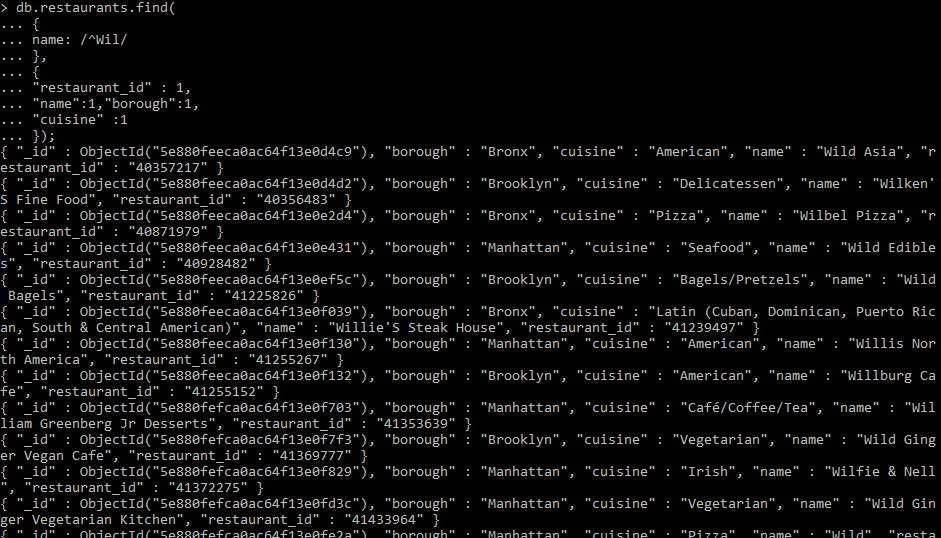 > db.restaurants.find(
... {
... name: /^Wil/
... },
... {
... "restaurant_id" : 1,
... "name":1,"borough":1,
... "cuisine" :1
... });
{ "_id" : ObjectId("5e880feeca0ac64f13e0d4c9"), "borough" : "Bronx", "cuisine" : "American", "name" : "Wild Asia", "r
estaurant_id" : "40357217" }
{ "_id" : ObjectId("5e880feeca0ac64f13e0d4d2"), "borough" : "Brooklyn", "cuisine" : "Delicatessen", "name" : "Wilken'
S Fine Food", "restaurant_id" : "40356483" }
{ "_id" : ObjectId("5e880feeca0ac64f13e0e2d4"), "borough" : "Bronx", "cuisine" : "Pizza", "name" : "Wilbel Pizza", "r
estaurant_id" : "40871979" }
{ "_id" : ObjectId("5e880feeca0ac64f13e0e431"), "borough" : "Manhattan", "cuisine" : "Seafood", "name" : "Wild Edible
s", "restaurant_id" : "40928482" }
{ "_id" : ObjectId("5e880feeca0ac64f13e0ef5c"), "borough" : "Brooklyn", "cuisine" : "Bagels/Pretzels", "name" : "Wild
 Bagels", "restaurant_id" : "41225826" }
{ "_id" : ObjectId("5e880feeca0ac64f13e0f039"), "borough" : "Bronx", "cuisine" : "Latin (Cuban, Dominican, Puerto Ric
an, South & Central American)", "name" : "Willie'S Steak House", "restaurant_id" : "41239497" }
{ "_id" : ObjectId("5e880feeca0ac64f13e0f130"), "borough" : "Manhattan", "cuisine" : "American", "name" : "Willis Nor
th America", "restaurant_id" : "41255267" }
{ "_id" : ObjectId("5e880feeca0ac64f13e0f132"), "borough" : "Brooklyn", "cuisine" : "American", "name" : "Willburg Ca
fe", "restaurant_id" : "41255152" }
{ "_id" : ObjectId("5e880fefca0ac64f13e0f703"), "borough" : "Manhattan", "cuisine" : "Café/Coffee/Tea", "name" : "Wil
liam Greenberg Jr Desserts", "restaurant_id" : "41353639" }
{ "_id" : ObjectId("5e880fefca0ac64f13e0f7f3"), "borough" : "Brooklyn", "cuisine" : "Vegetarian", "name" : "Wild Ging
er Vegan Cafe", "restaurant_id" : "41369777" }
{ "_id" : ObjectId("5e880fefca0ac64f13e0f829"), "borough" : "Manhattan", "cuisine" : "Irish", "name" : "Wilfie & Nell
", "restaurant_id" : "41372275" }
{ "_id" : ObjectId("5e880fefca0ac64f13e0fd3c"), "borough" : "Manhattan", "cuisine" : "Vegetarian", "name" : "Wild Gin
ger Vegetarian Kitchen", "restaurant_id" : "41433964" }
{ "_id" : ObjectId("5e880fefca0ac64f13e0fe2a"), "borough" : "Manhattan", "cuisine" : "Pizza", "name" : "Wild", "resta